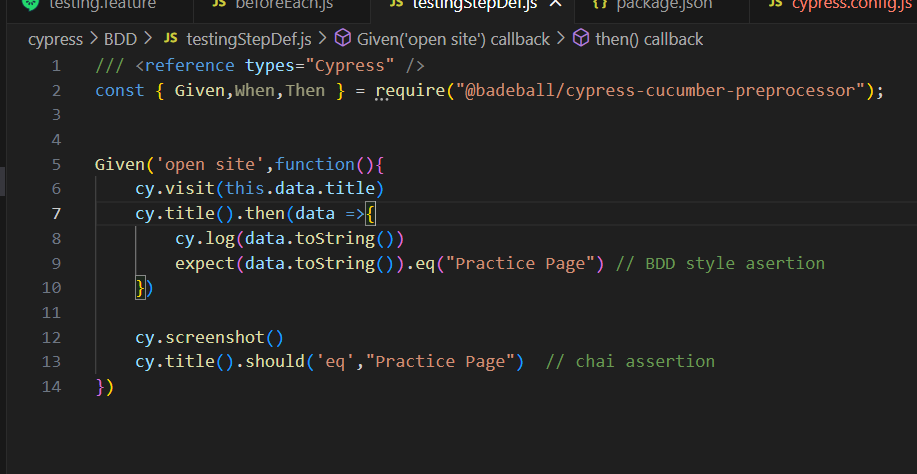 testing.feature JS beforeEach.js JS testingStepDef.js × {} package.json JS cypress.config.js
cypress > BDD > JS testingStepDef.js > Given('open site') callback > then() callback
1 /// <reference types="Cypress" />
2 const { Given,When,Then } = require("@badeball/cypress-cucumber-preprocessor");
3
4
5 Given('open site',function(){
6 cy.visit(this.data.title)
7 cy.title().then(data =>{
8 cy.log(data.toString())
9 expect(data.toString()).eq("Practice Page") // BDD style asertion
10 })
11
12 cy.screenshot()
13 cy.title().should('eq',"Practice Page") // chai assertion
14 })